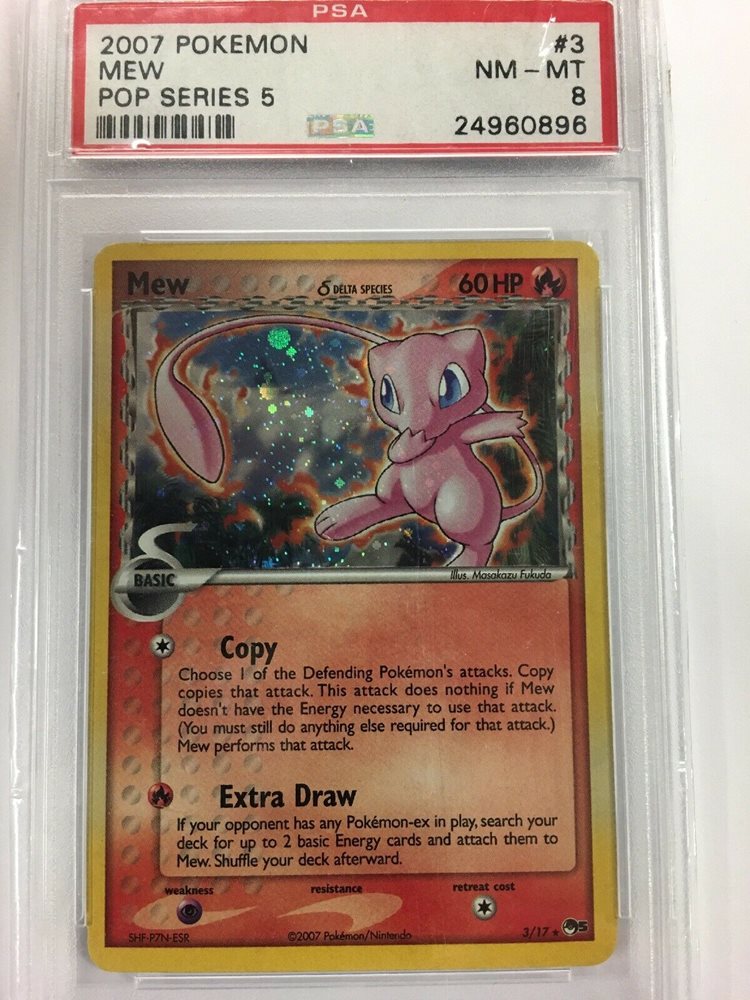 PSA
2007 POKEMON #3
MEW NM - MT
POP SERIES 5 8
PSA 24960896
Mew δ DELTA SPECIES 60 HP
BASIC
Illus. Masakazu Fukuda
Copy
Choose 1 of the Defending Pokémon's attacks. Copy
copies that attack. This attack does nothing if Mew
doesn't have the Energy necessary to use that attack.
(You must still do anything else required for that attack.)
Mew performs that attack.
Extra Draw
If your opponent has any Pokémon-ex in play, search your
deck for up to 2 basic Energy cards and attach them to
Mew. Shuffle your deck afterward.
weakness resistance retreat cost
SHF-P7N-ESR ©2007 Pokémon/Nintendo 3/17 ★ 5